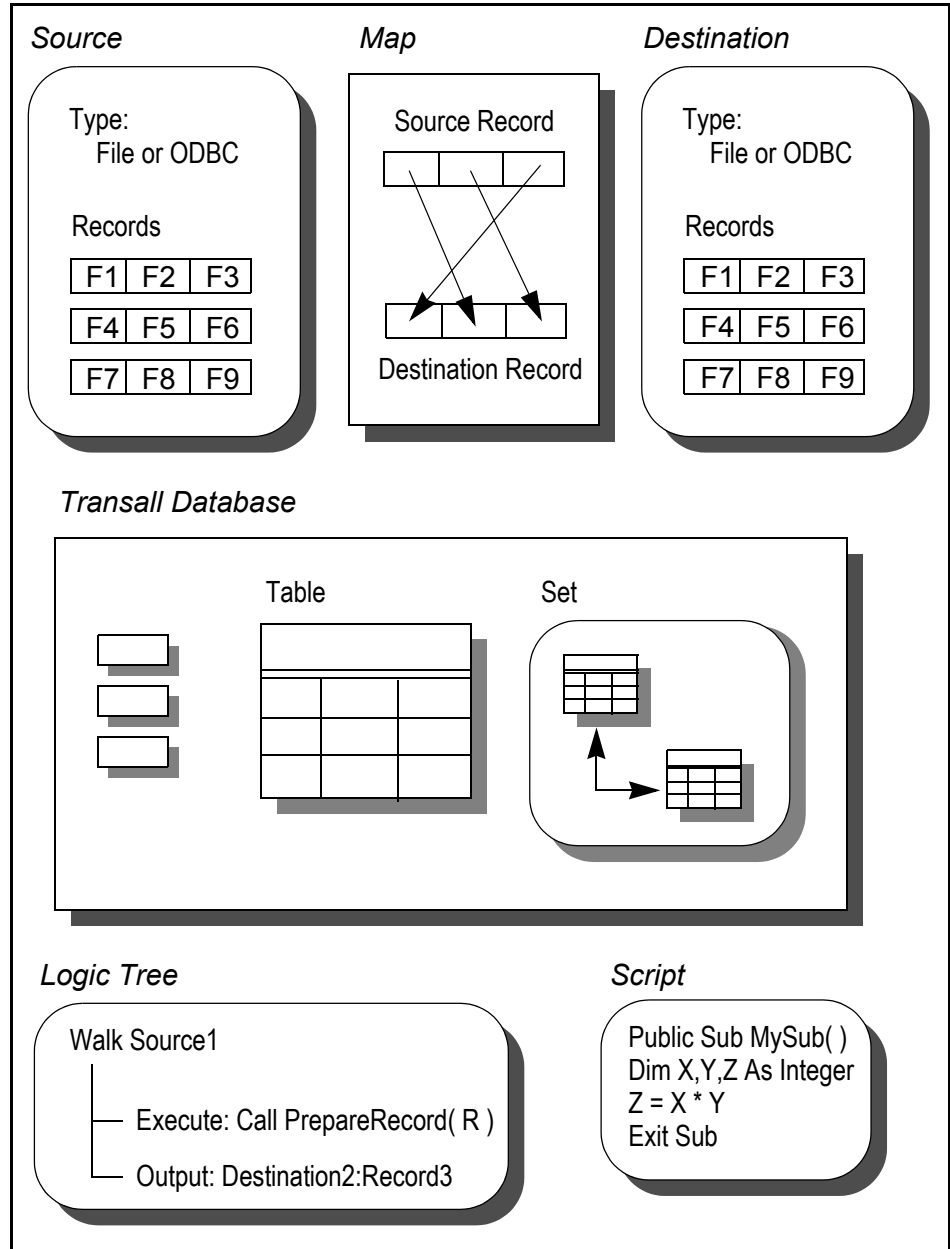 Source
Map
Destination
Type:
File or ODBC
Records
F1 F2 F3
F4 F5 F6
F7 F8 F9
Source Record
Destination Record
Type:
File or ODBC
Records
F1 F2 F3
F4 F5 F6
F7 F8 F9
Transall Database
Table
Set
Logic Tree
Walk Source1
Execute: Call PrepareRecord( R )
Output: Destination2:Record3
Script
Public Sub MySub( )
Dim X,Y,Z As Integer
Z = X * Y
Exit Sub